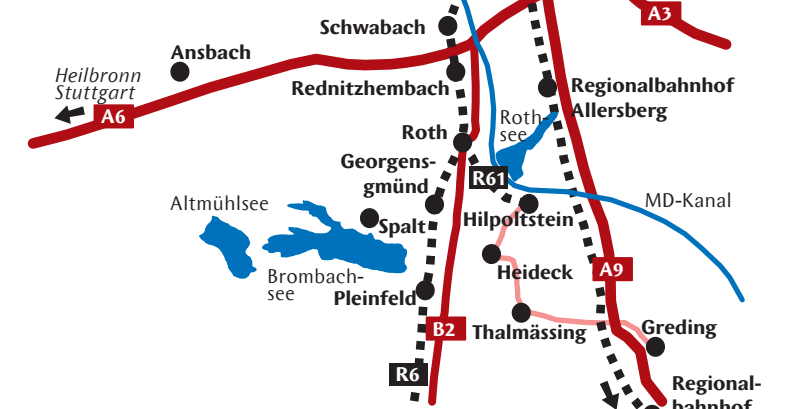 A3
Schwabach
Ansbach
Heilbronn
Stuttgart
Rednitzhembach
Regionalbahnhof
Allersberg
A6
Roth-
see
Roth
Georgens-
gmünd
R61
Altmühlsee
MD-Kanal
Spalt
Hilpoltstein
Brombach-
see
Heideck
A9
Pleinfeld
B2
Thalmässing
Greding
R6
Regional-
bahnhof